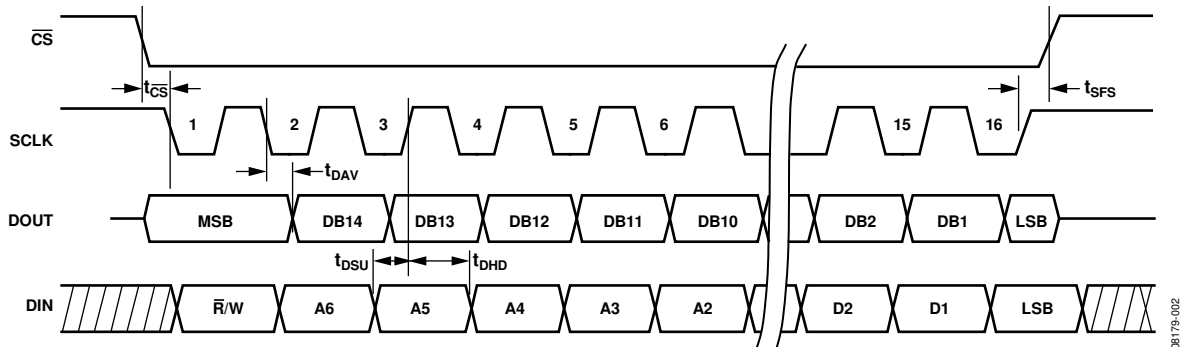 CS
tCS
tSFS
SCLK
1 2 3 4 5 6 15 16
tDAV
DOUT
MSB DB14 DB13 DB12 DB11 DB10 DB2 DB1 LSB
tDSU tDHD
DIN
R/W A6 A5 A4 A3 A2 D2 D1 LSB
08179-002